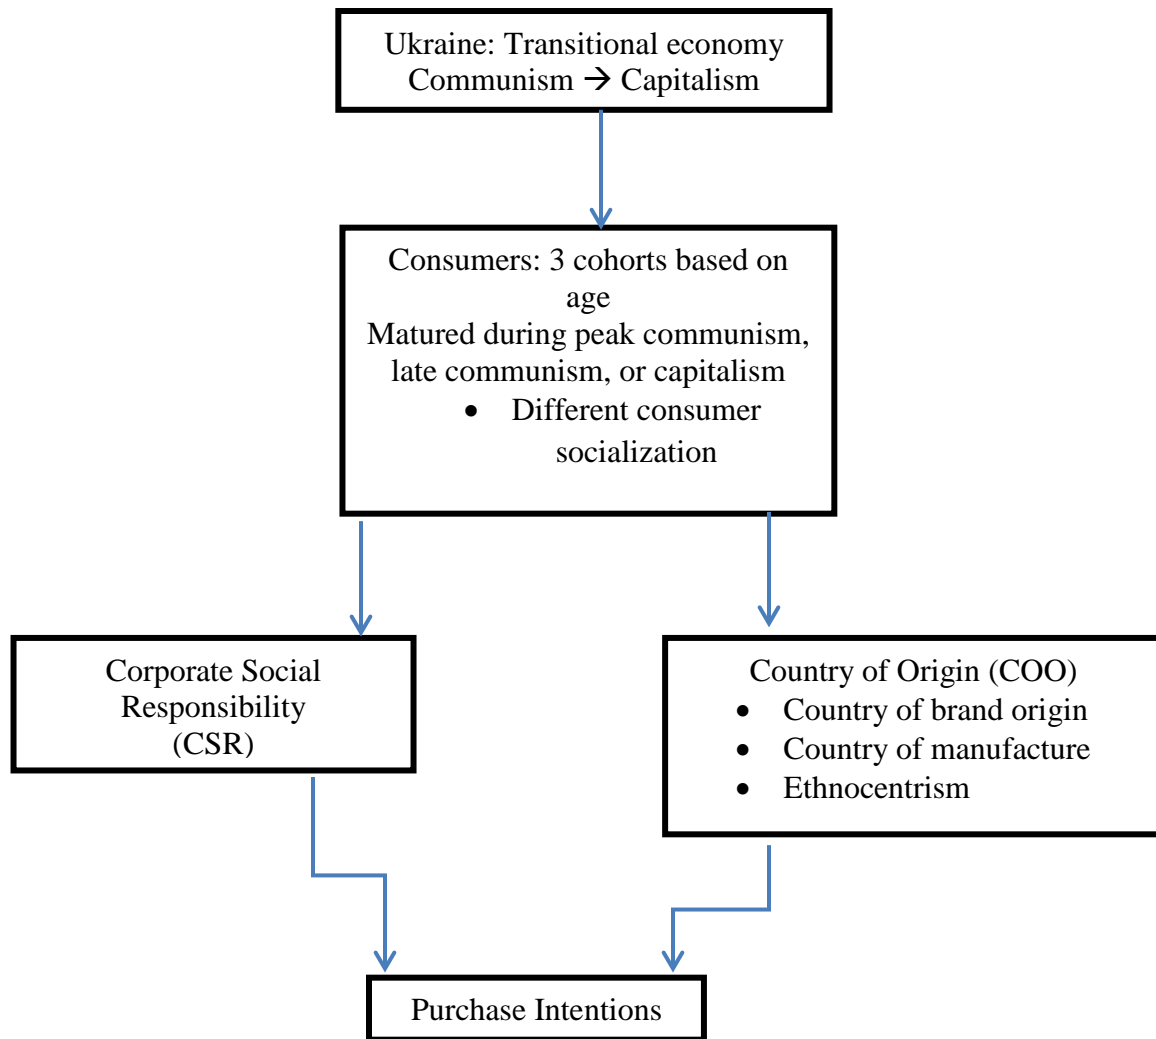 Ukraine: Transitional economy
Communism → Capitalism
Consumers: 3 cohorts based on
age
Matured during peak communism,
late communism, or capitalism
• Different consumer
socialization
Corporate Social
Responsibility
(CSR)
Country of Origin (COO)
• Country of brand origin
• Country of manufacture
• Ethnocentrism
Purchase Intentions